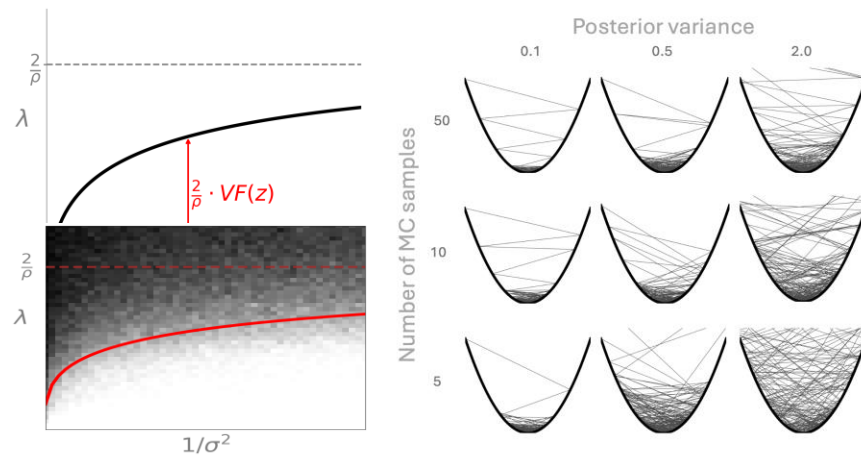 2/ρ
λ
2/ρ · VF(z)
2/ρ
λ
1/σ²
Posterior variance
0.1 0.5 2.0
Number of MC samples
50
10
5